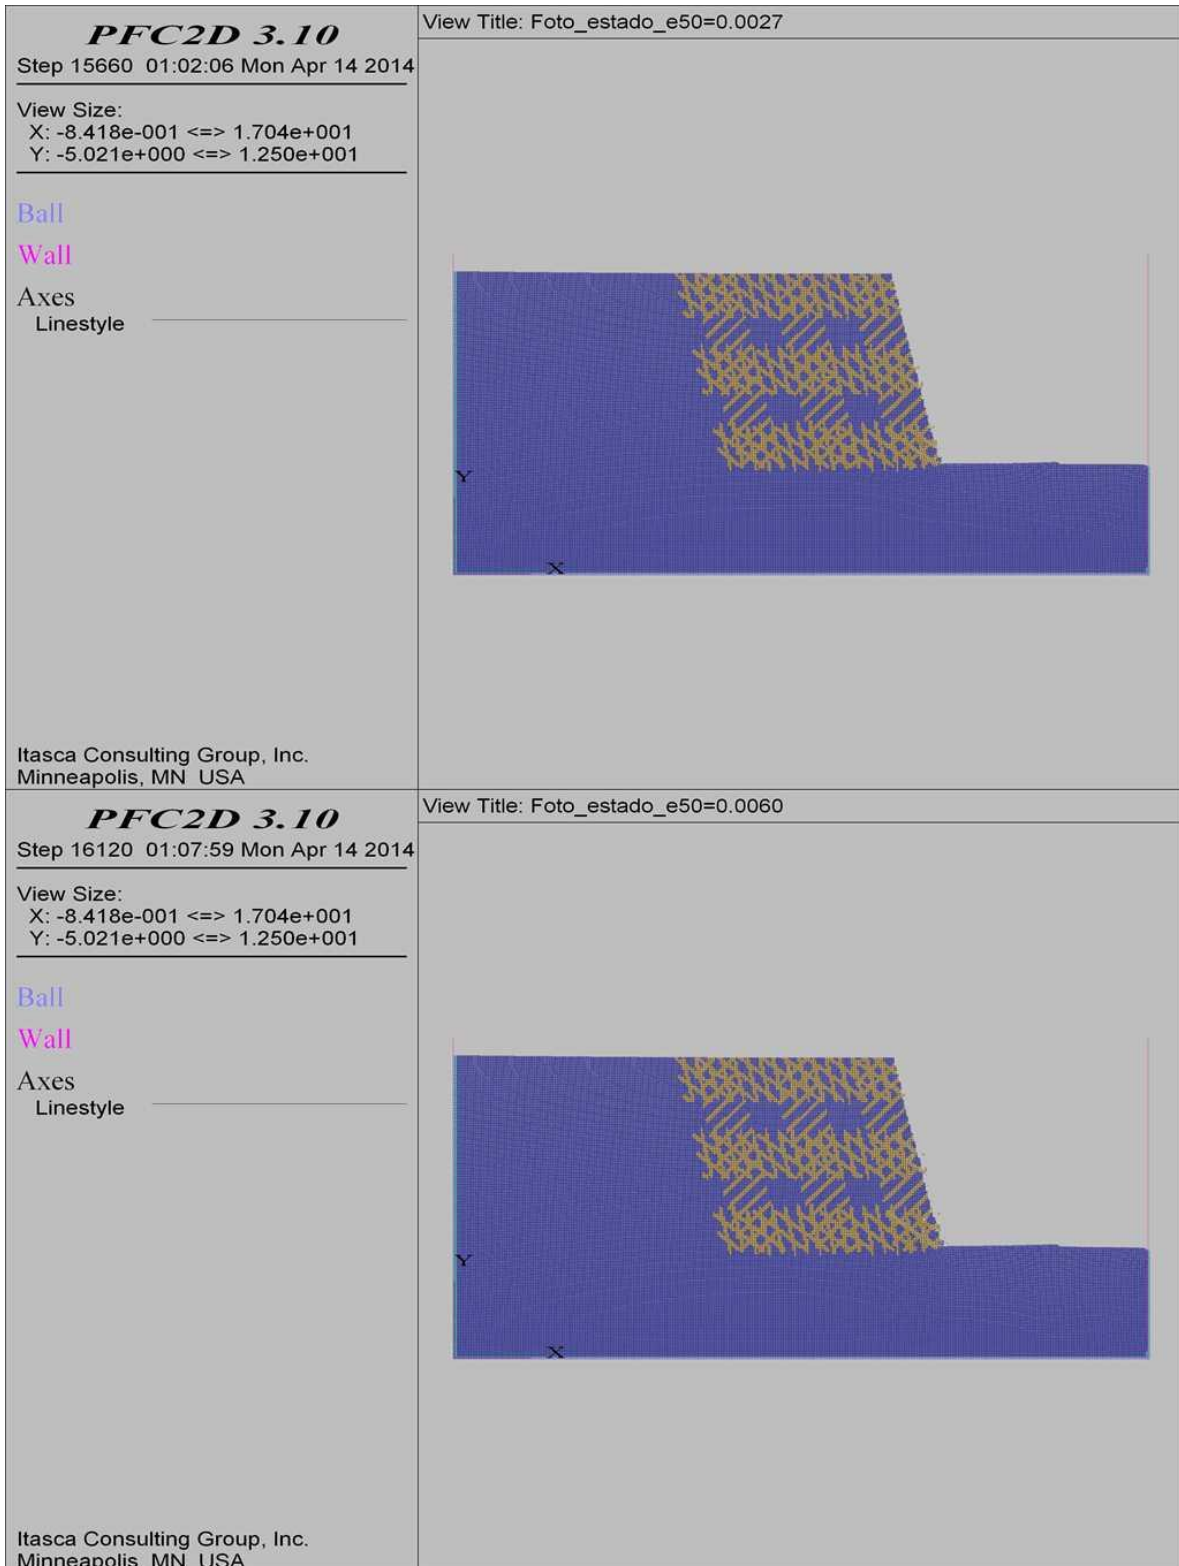 PFC2D 3.10
Step 15660 01:02:06 Mon Apr 14 2014
View Size:
X: -8.418e-001 <=> 1.704e+001
Y: -5.021e+000 <=> 1.250e+001
Ball
Wall
Axes
Linestyle
Itasca Consulting Group, Inc.
Minneapolis, MN USA
View Title: Foto_estado_e50=0.0027
Y
X
PFC2D 3.10
Step 16120 01:07:59 Mon Apr 14 2014
View Size:
X: -8.418e-001 <=> 1.704e+001
Y: -5.021e+000 <=> 1.250e+001
Ball
Wall
Axes
Linestyle
Itasca Consulting Group, Inc.
Minneapolis, MN USA
View Title: Foto_estado_e50=0.0060
Y
X